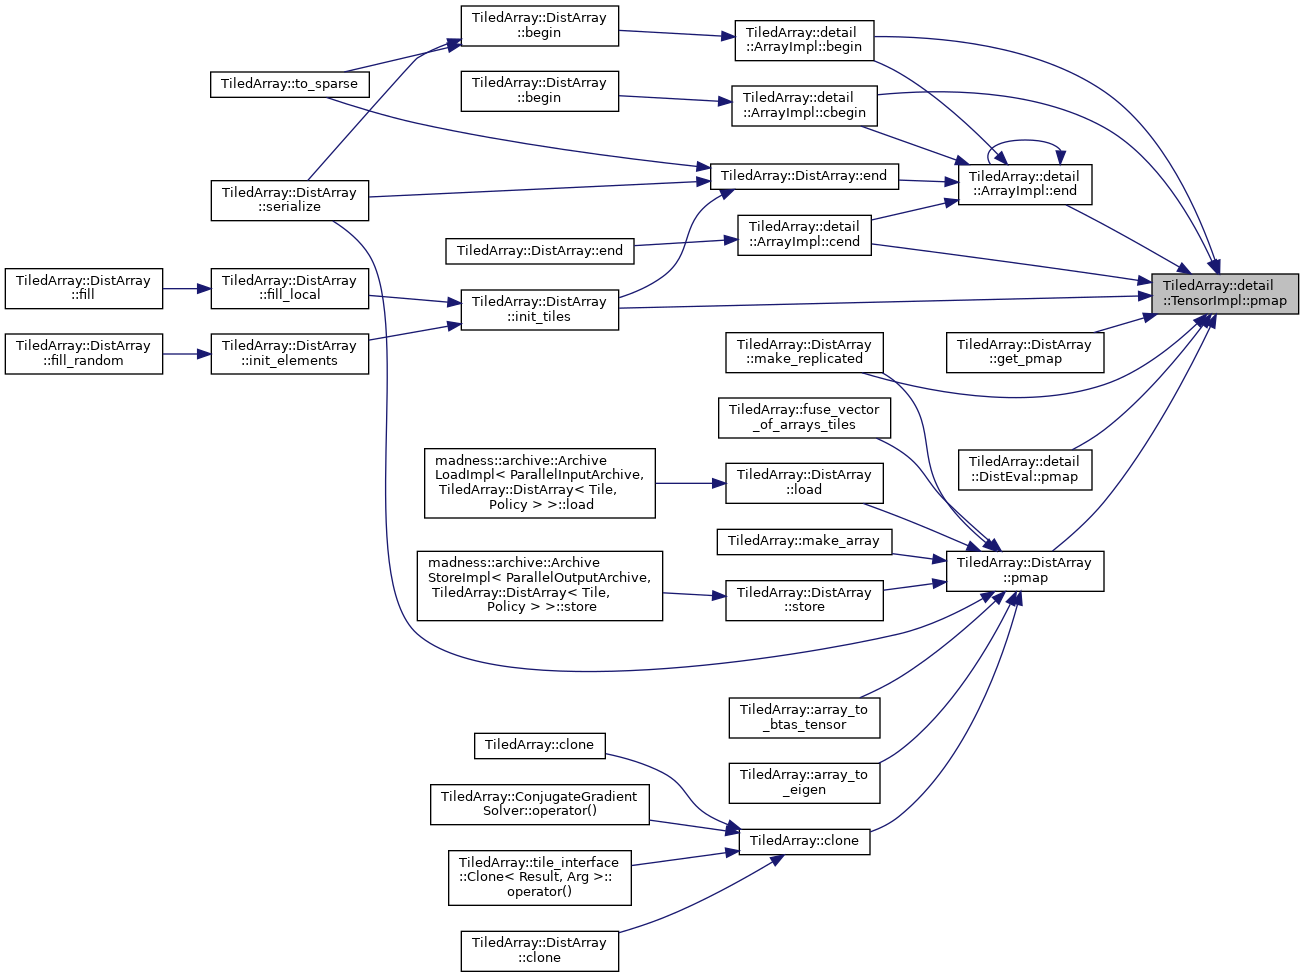 TiledArray::DistArray
::begin
TiledArray::detail
::ArrayImpl::begin
TiledArray::to_sparse
TiledArray::DistArray
::begin
TiledArray::detail
::ArrayImpl::cbegin
TiledArray::DistArray::end
TiledArray::detail
::ArrayImpl::end
TiledArray::DistArray
::serialize
TiledArray::detail
::ArrayImpl::cend
TiledArray::DistArray::end
TiledArray::DistArray
::fill
TiledArray::DistArray
::fill_local
TiledArray::DistArray
::init_tiles
TiledArray::detail
::TensorImpl::pmap
TiledArray::DistArray
::fill_random
TiledArray::DistArray
::init_elements
TiledArray::DistArray
::make_replicated
TiledArray::DistArray
::get_pmap
TiledArray::fuse_vector
_of_arrays_tiles
madness::archive::Archive
LoadImpl< ParallelInputArchive,
TiledArray::DistArray< Tile,
Policy > >::load
TiledArray::DistArray
::load
TiledArray::detail
::DistEval::pmap
TiledArray::make_array
madness::archive::Archive
StoreImpl< ParallelOutputArchive,
TiledArray::DistArray< Tile,
Policy > >::store
TiledArray::DistArray
::store
TiledArray::DistArray
::pmap
TiledArray::array_to
_btas_tensor
TiledArray::clone
TiledArray::array_to
_eigen
TiledArray::ConjugateGradient
Solver::operator()
TiledArray::clone
TiledArray::tile_interface
::Clone< Result, Arg >::
operator()
TiledArray::DistArray
::clone